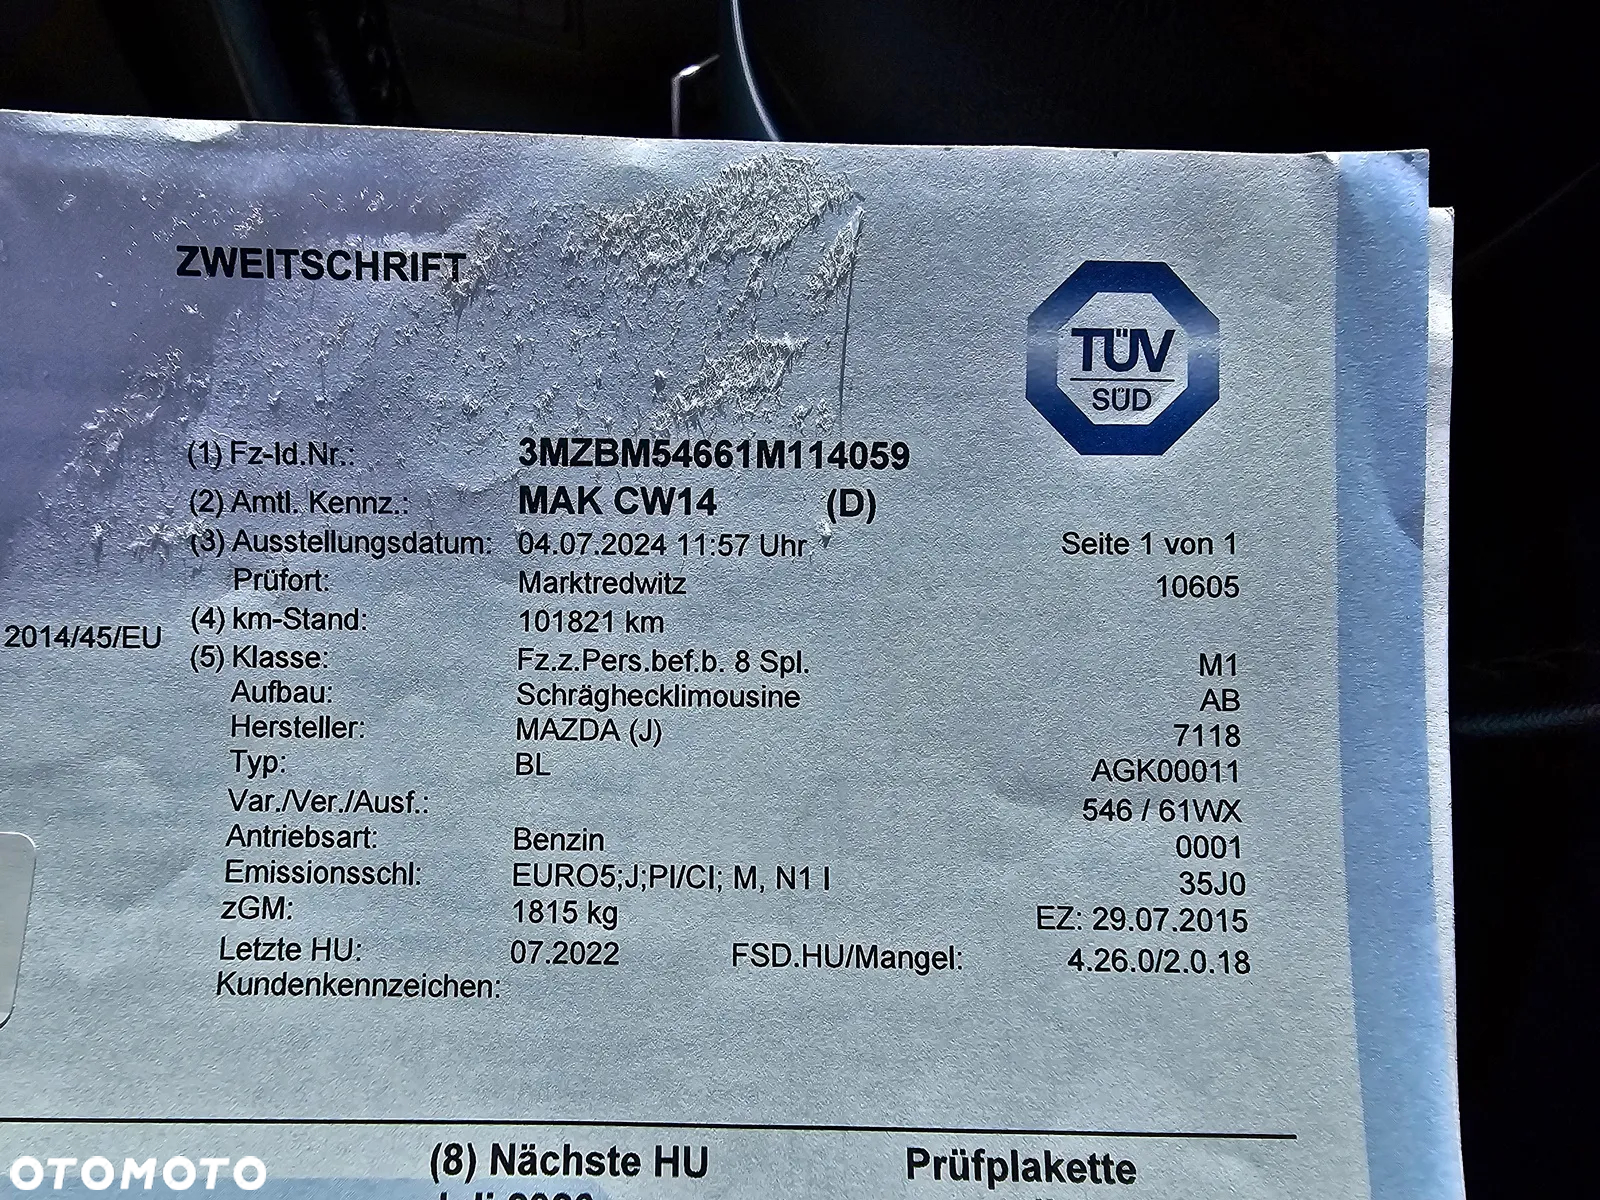 ZWEITSCHRIFT
TÜV
SÜD
(1) Fz-Id.Nr.: 3MZBM54661M114059
(2) Amtl. Kennz.: MAK CW14 (D)
(3) Ausstellungsdatum: 04.07.2024 11:57 Uhr Seite 1 von 1
Prüfort: Marktredwitz 10605
2014/45/EU (4) km-Stand: 101821 km
(5) Klasse: Fz.z.Pers.bef.b. 8 Spl. M1
Aufbau: Schräghecklimousine AB
Hersteller: MAZDA (J) 7118
Typ: BL AGK00011
Var./Ver./Ausf.: 546 / 61WX
Antriebsart: Benzin 0001
Emissionsschl: EURO5;J;PI/CI; M, N1 I 35J0
zGM: 1815 kg EZ: 29.07.2015
Letzte HU: 07.2022 FSD.HU/Mangel: 4.26.0/2.0.18
Kundenkennzeichen:
(8) Nächste HU Prüfplakette
OTOMOTO